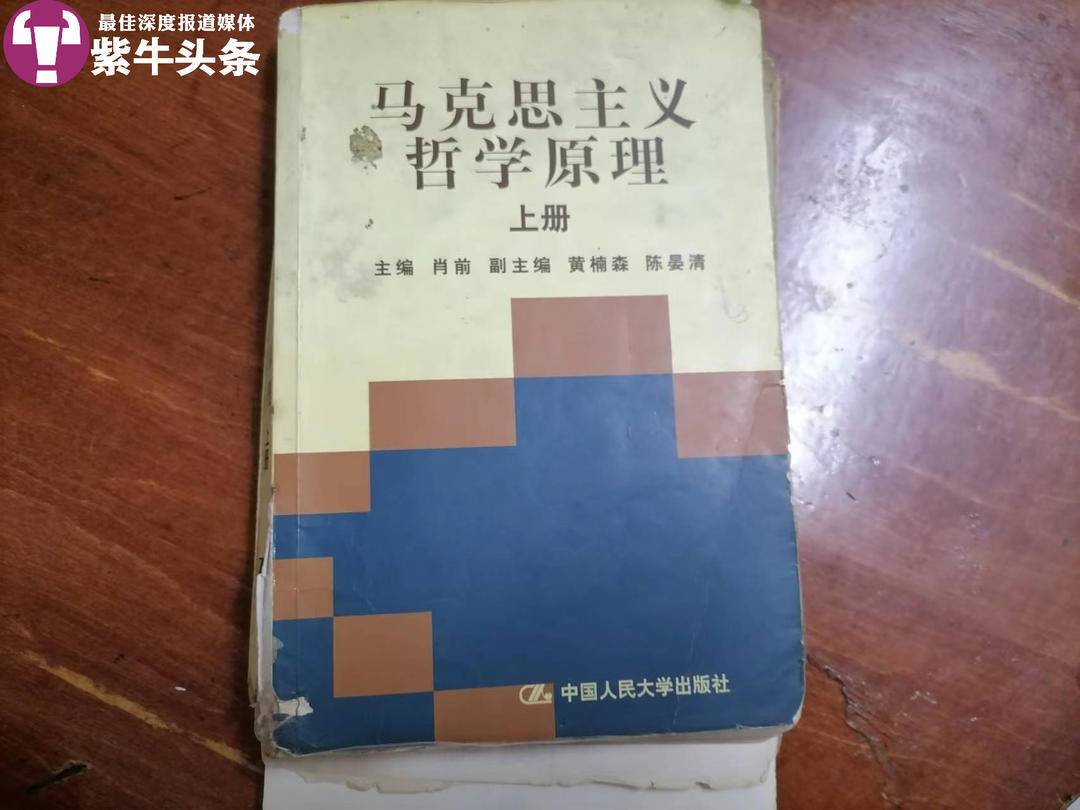 最佳深度报道媒体
紫牛头条
马克思主义
哲学原理
上册
主编 肖前 副主编 黄楠森 陈晏清
中国人民大学出版社